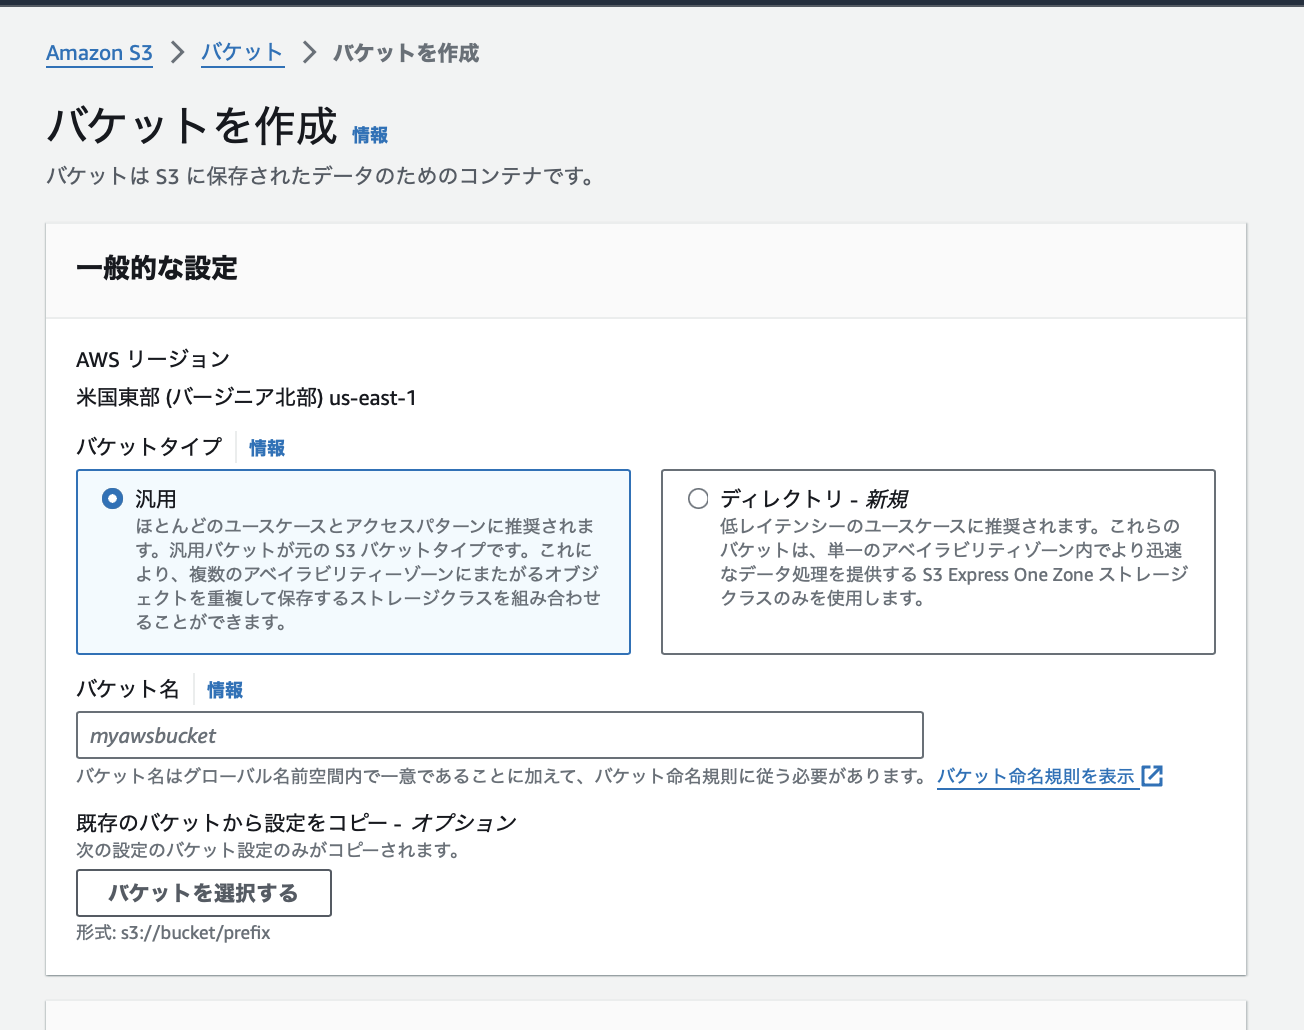 Amazon S3 > バケット > バケットを作成
バケットを作成 情報
バケットは S3 に保存されたデータのためのコンテナです。
一般的な設定
AWS リージョン
米国東部 (バージニア北部) us-east-1
バケットタイプ 情報
汎用
ほとんどのユースケースとアクセスパターンに推奨されま
す。汎用バケットが元の S3 バケットタイプです。これに
より、複数のアベイラビリティーゾーンにまたがるオブジ
ェクトを重複して保存するストレージクラスを組み合わせ
ることができます。
ディレクトリ - 新規
低レイテンシーのユースケースに推奨されます。これらの
バケットは、単一のアベイラビリティゾーン内でより迅速
なデータ処理を提供する S3 Express One Zone ストレージ
クラスのみを使用します。
バケット名 情報
myawsbucket
バケット名はグローバル名前空間内で一意であることに加えて、バケット命名規則に従う必要があります。 バケット命名規則を表示
既存のバケットから設定をコピー - オプション
次の設定のバケット設定のみがコピーされます。
バケットを選択する
形式: s3://bucket/prefix